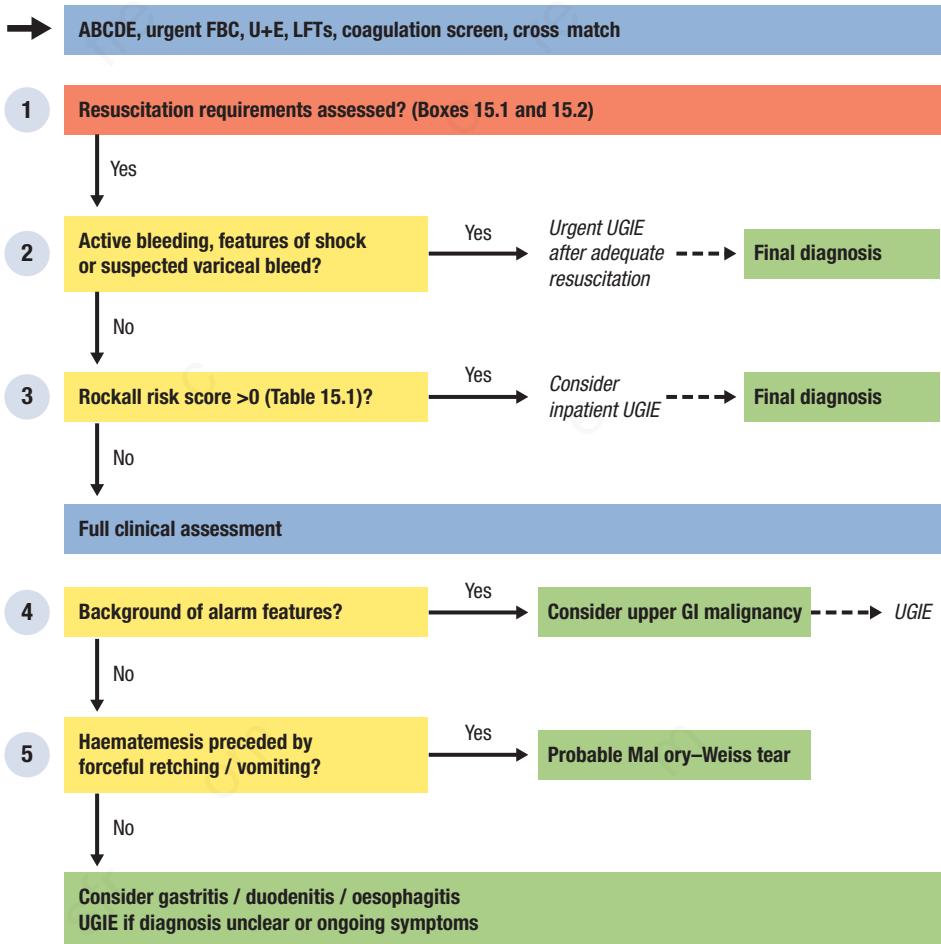 ABCDE, urgent FBC, U+E, LFTs, coagulation screen, cross match
1
Resuscitation requirements assessed? (Boxes 15.1 and 15.2)
Yes
2
Active bleeding, features of shock
or suspected variceal bleed?
Yes
Urgent UGIE
after adequate
resuscitation
Final diagnosis
No
3
Rockall risk score >0 (Table 15.1)?
Yes
Consider
inpatient UGIE
Final diagnosis
No
Full clinical assessment
4
Background of alarm features?
Yes
Consider upper GI malignancy
UGIE
No
5
Haematemesis preceded by
forceful retching / vomiting?
Yes
Probable Mal ory–Weiss tear
No
Consider gastritis / duodenitis / oesophagitis
UGIE if diagnosis unclear or ongoing symptoms